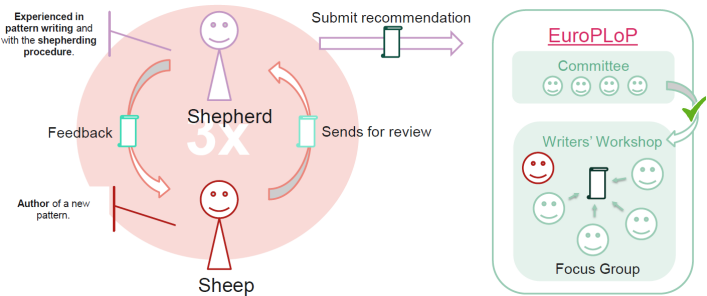 Experienced in
pattern writing and
with the shepherding
procedure.
Shepherd
3x
Feedback
Sends for review
Author of a new
pattern.
Sheep
Submit recommendation
EuroPLoP
Committee
Writers' Workshop
Focus Group